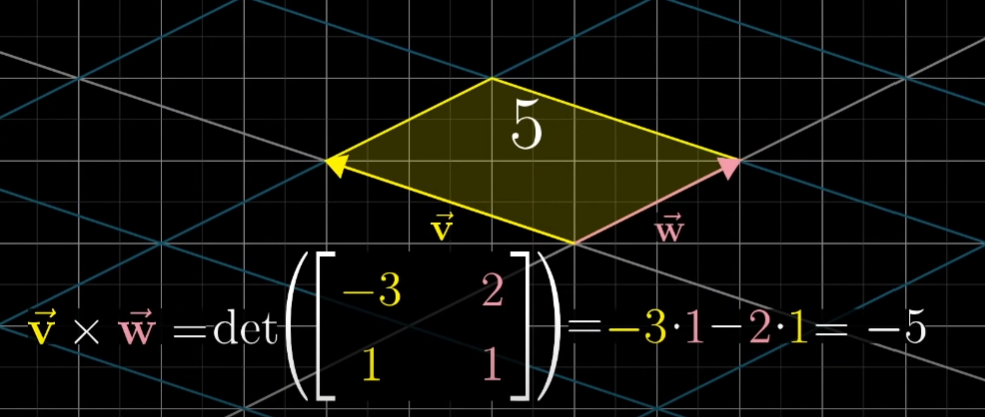 5
v⃗ w⃗
v⃗ × w⃗ = det([ -3 2 ; 1 1 ]) = -3·1 - 2·1 = -5